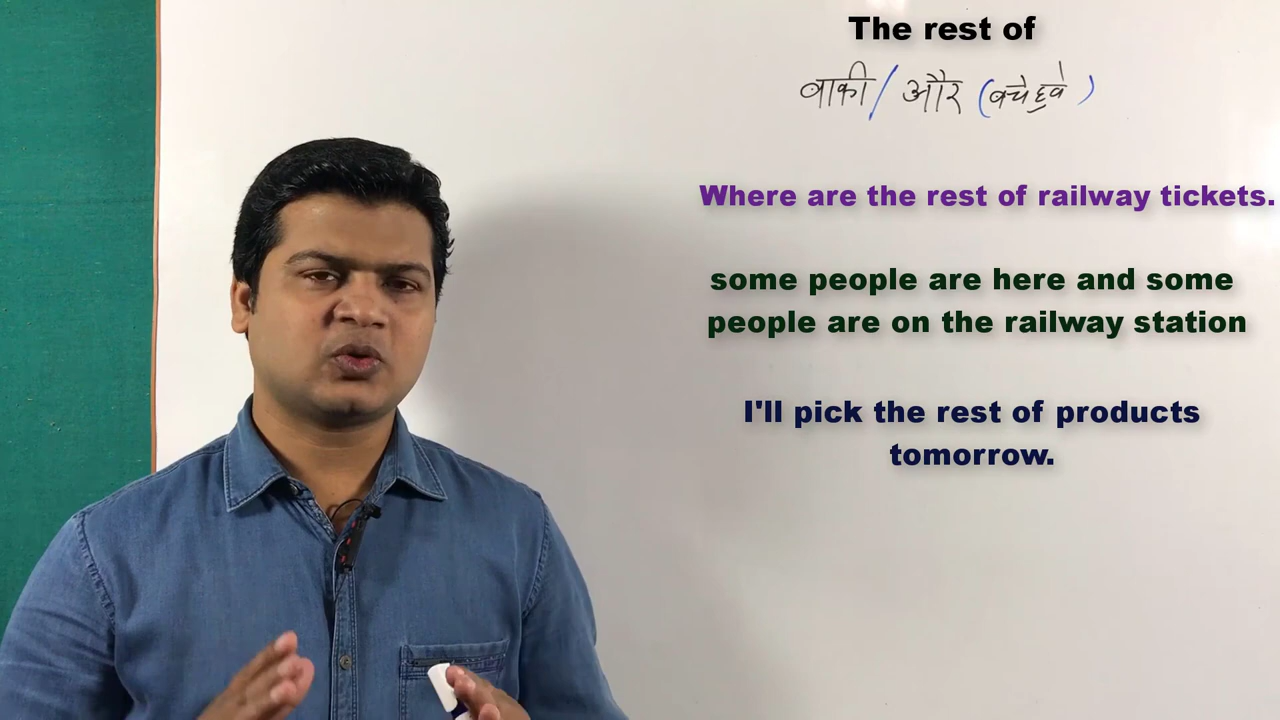 The rest of
बाकी / और (बचे हुवे)
Where are the rest of railway tickets.
some people are here and some
people are on the railway station
I'll pick the rest of products
tomorrow.